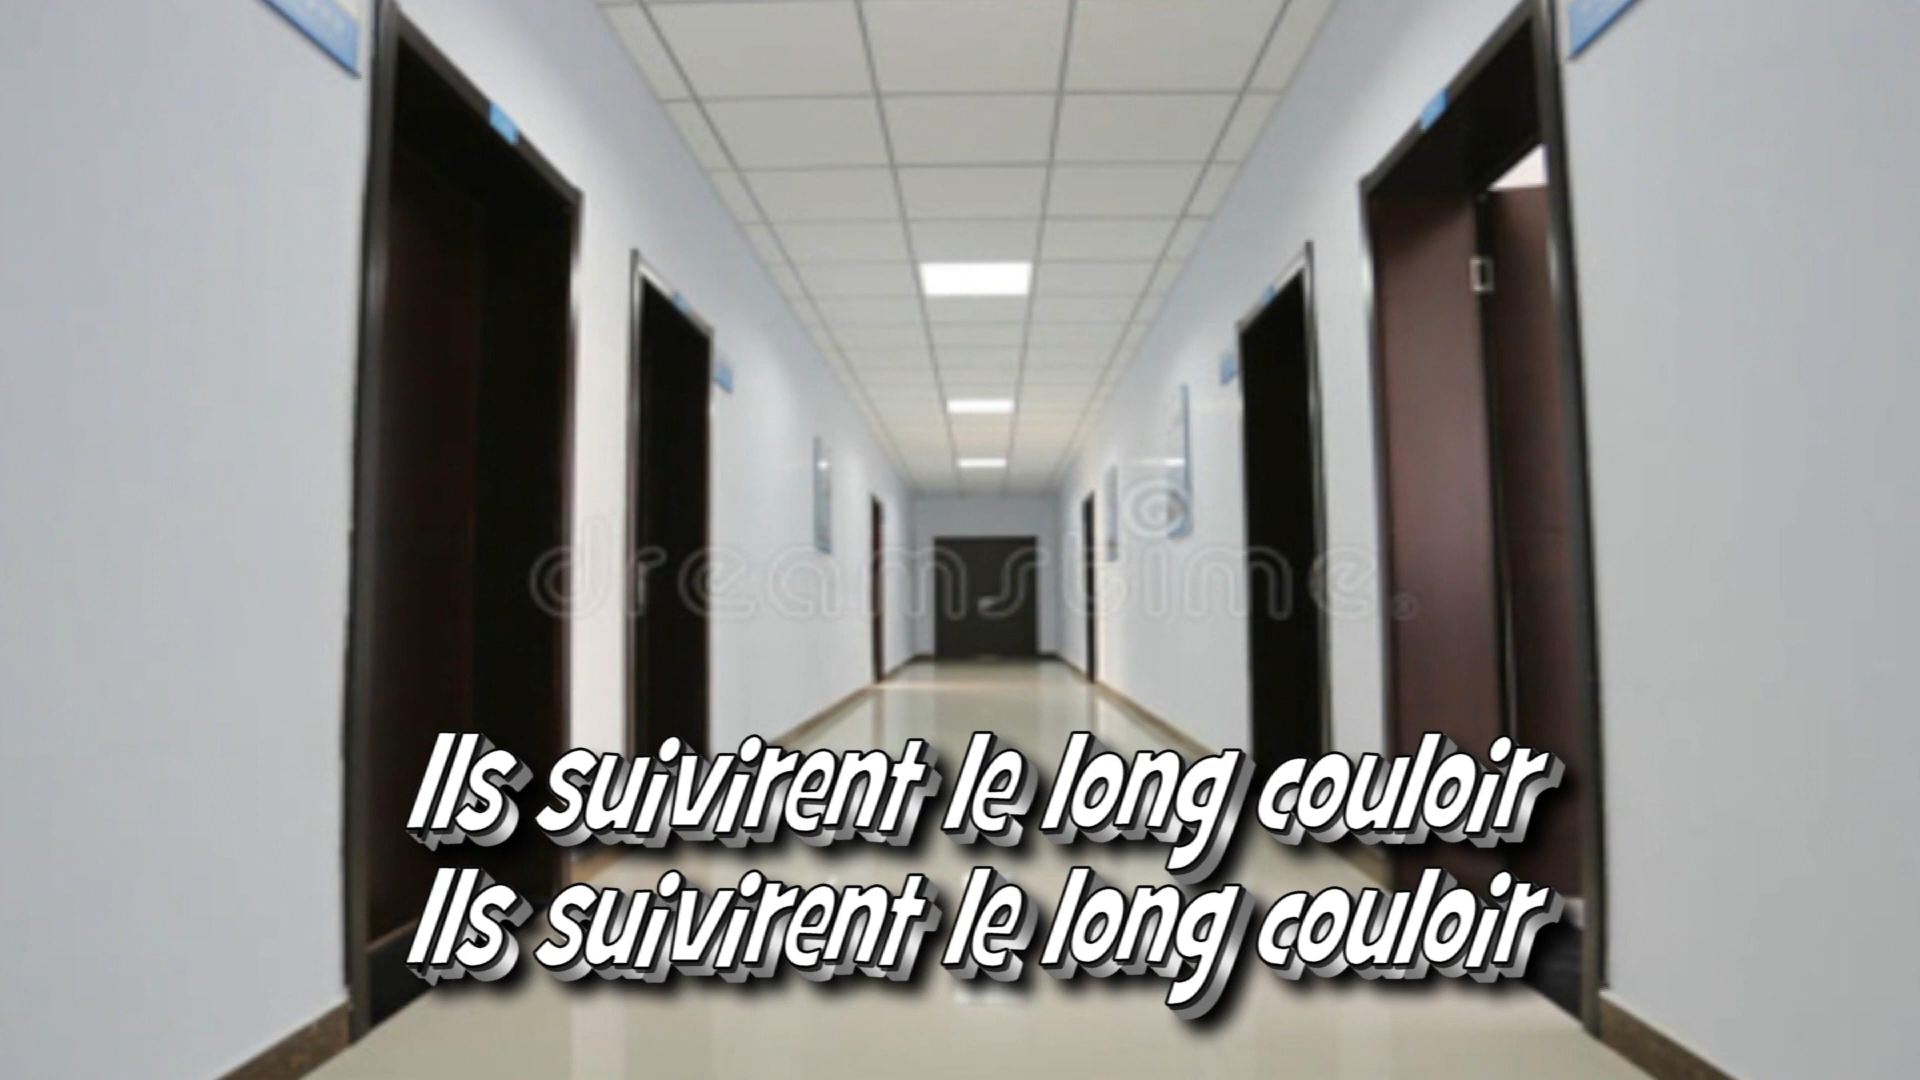 dreamstime.
Ils suivirent le long couloir
Ils suivirent le long couloir